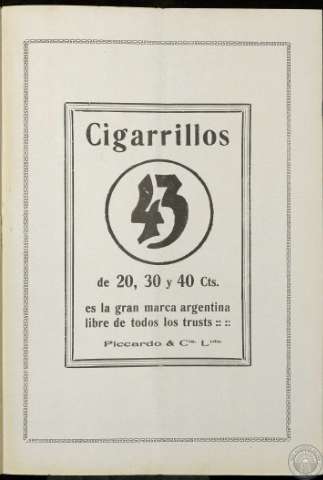 Cigarrillos
43
de 20, 30 y 40 Cts.
es la gran marca argentina
libre de todos los trusts :: ::
Piccardo & Cía. Ltda.